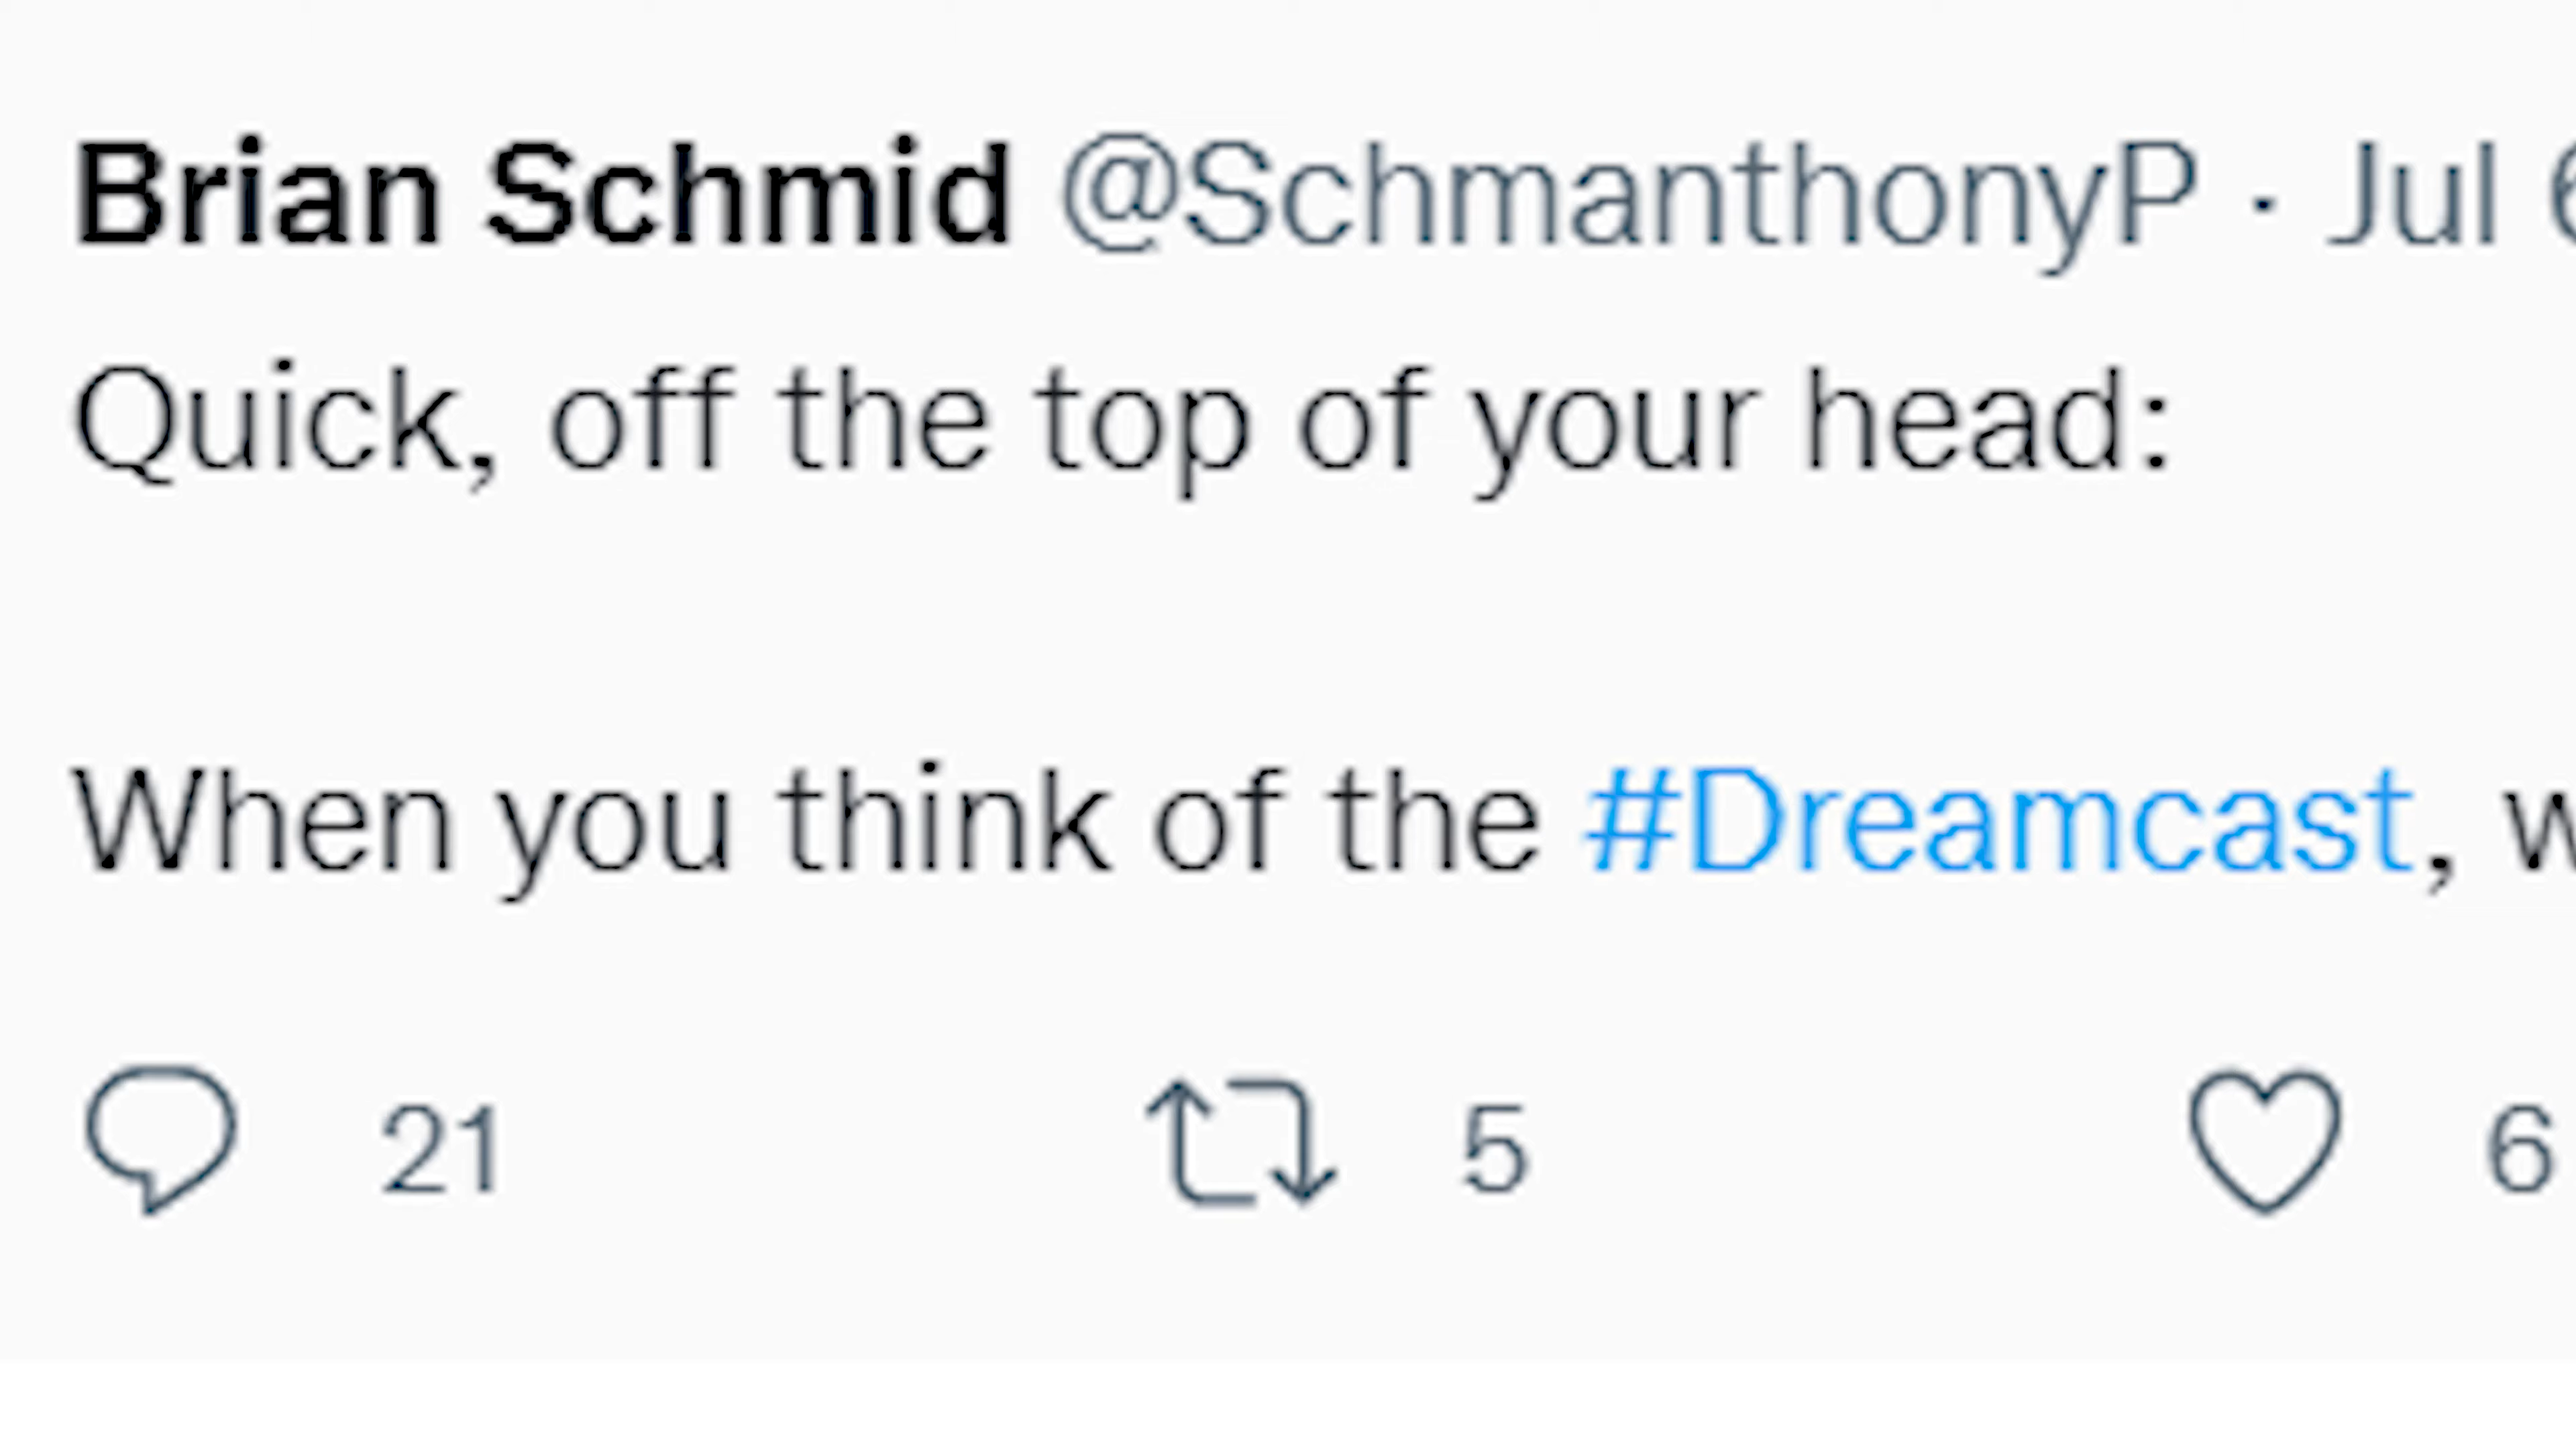 Brian Schmid @SchmanthonyP · Jul 6
Quick, off the top of your head:
When you think of the #Dreamcast, w
21 5 6